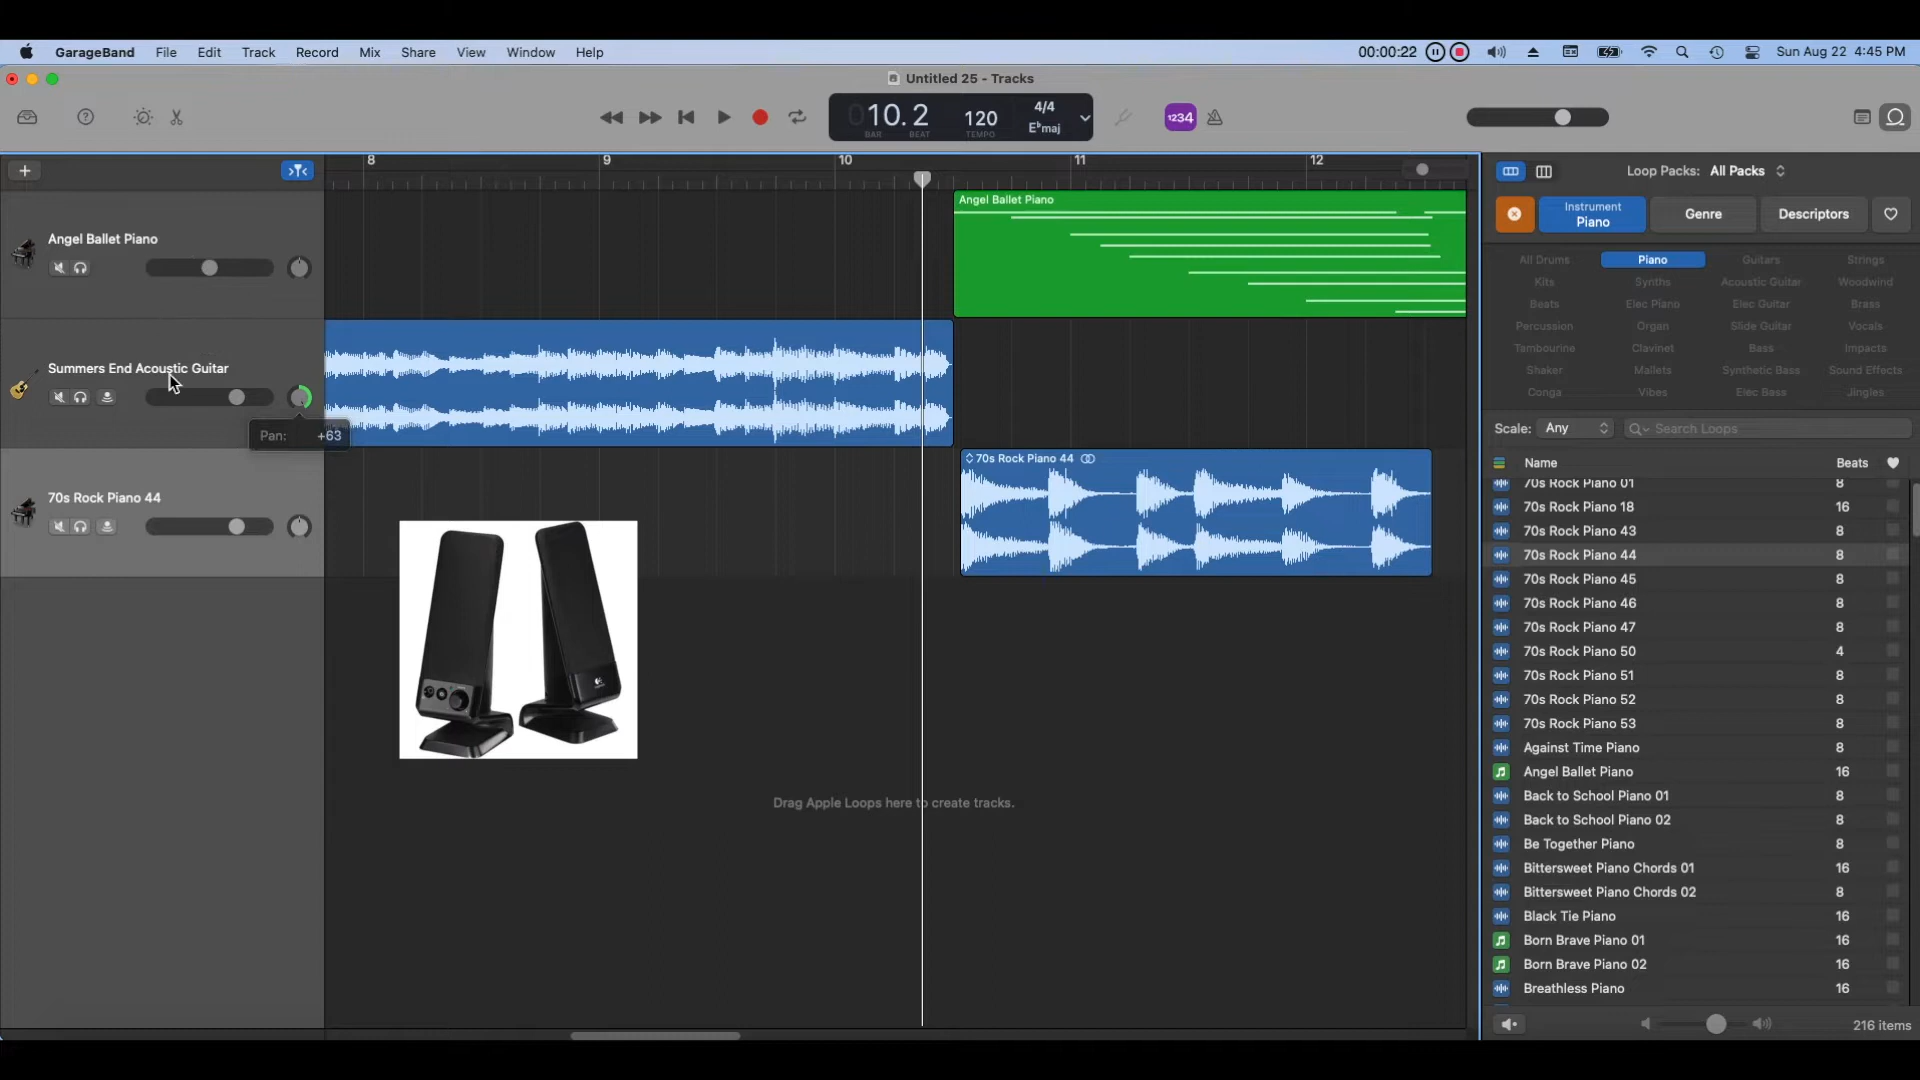 GarageBand File Edit Track Record Mix Share View Window Help 00:00:22 Sun Aug 22 4:45 PM
Untitled 25 - Tracks
10.2 120 4/4
E♭maj
BAR BEAT TEMPO
1234
8 9 10 11 12
Loop Packs: All Packs
Instrument
Piano
Genre
Descriptors
All Drums Piano Guitars Strings
Kits Synths Acoustic Guitar Woodwind
Beats Elec Piano Elec Guitar Brass
Percussion Organ Slide Guitar Vocals
Tambourine Clavinet Bass Impacts
Shaker Mallets Synthetic Bass Sound Effects
Conga Vibes Elec Bass Jingles
Scale: Any Search Loops
Name Beats
70s Rock Piano 01 8
70s Rock Piano 18 16
70s Rock Piano 43 8
70s Rock Piano 44 8
70s Rock Piano 45 8
70s Rock Piano 46 8
70s Rock Piano 47 8
70s Rock Piano 50 4
70s Rock Piano 51 8
70s Rock Piano 52 8
70s Rock Piano 53 8
Against Time Piano 8
Angel Ballet Piano 16
Back to School Piano 01 8
Back to School Piano 02 8
Be Together Piano 8
Bittersweet Piano Chords 01 16
Bittersweet Piano Chords 02 8
Black Tie Piano 16
Born Brave Piano 01 16
Born Brave Piano 02 16
Breathless Piano 16
216 items
Angel Ballet Piano
Summers End Acoustic Guitar
Pan: +63
70s Rock Piano 44
Angel Ballet Piano
70s Rock Piano 44
Drag Apple Loops here to create tracks.